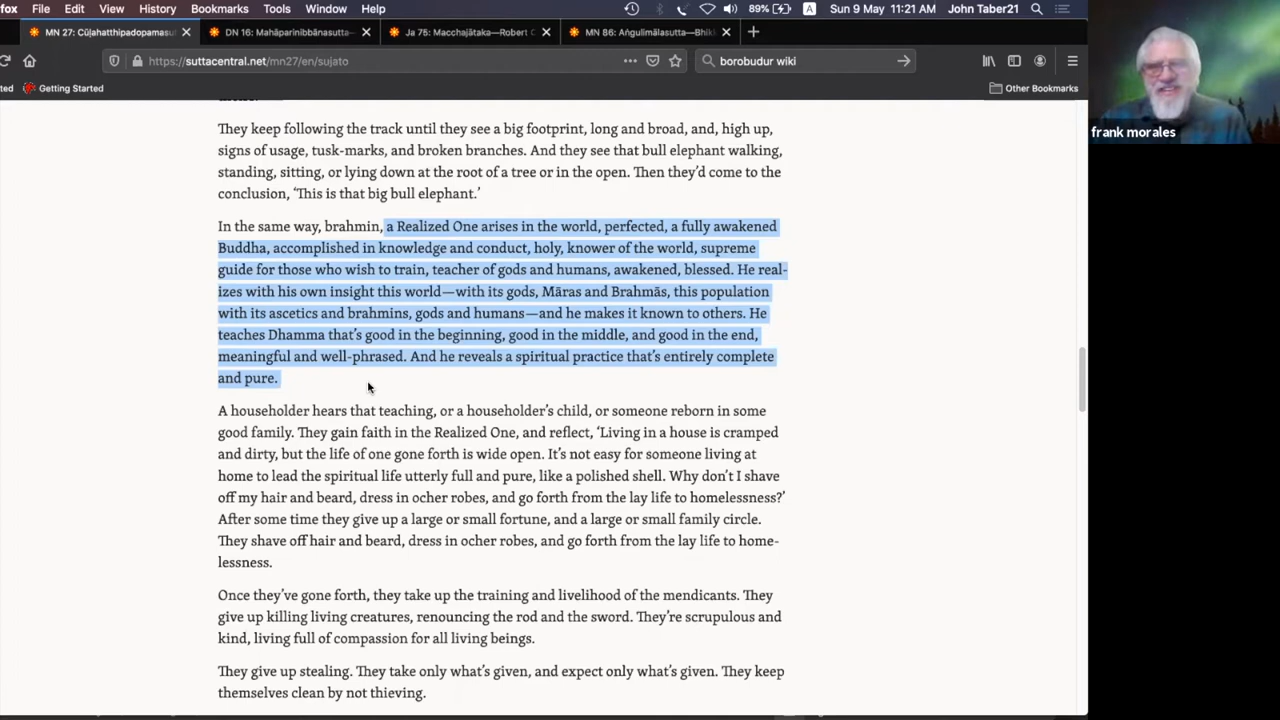 fox File Edit View History Bookmarks Tools Window Help 89% A Sun 9 May 11:21 AM John Taber21
MN 27: Cūḷahatthipadopamasu × DN 16: Mahāparinibbānasutta— × Ja 75: Macchajātaka—Robert C × MN 86: Aṅgulimālasutta—Bhik × +
https://suttacentral.net/mn27/en/sujato ••• borobudur wiki
ted Getting Started Other Bookmarks
They keep following the track until they see a big footprint, long and broad, and, high up,
signs of usage, tusk-marks, and broken branches. And they see that bull elephant walking,
standing, sitting, or lying down at the root of a tree or in the open. Then they’d come to the
conclusion, ‘This is that big bull elephant.’
In the same way, brahmin, a Realized One arises in the world, perfected, a fully awakened
Buddha, accomplished in knowledge and conduct, holy, knower of the world, supreme
guide for those who wish to train, teacher of gods and humans, awakened, blessed. He real-
izes with his own insight this world—with its gods, Māras and Brahmās, this population
with its ascetics and brahmins, gods and humans—and he makes it known to others. He
teaches Dhamma that’s good in the beginning, good in the middle, and good in the end,
meaningful and well-phrased. And he reveals a spiritual practice that’s entirely complete
and pure.
A householder hears that teaching, or a householder’s child, or someone reborn in some
good family. They gain faith in the Realized One, and reflect, ‘Living in a house is cramped
and dirty, but the life of one gone forth is wide open. It’s not easy for someone living at
home to lead the spiritual life utterly full and pure, like a polished shell. Why don’t I shave
off my hair and beard, dress in ocher robes, and go forth from the lay life to homelessness?’
After some time they give up a large or small fortune, and a large or small family circle.
They shave off hair and beard, dress in ocher robes, and go forth from the lay life to home-
lessness.
Once they’ve gone forth, they take up the training and livelihood of the mendicants. They
give up killing living creatures, renouncing the rod and the sword. They’re scrupulous and
kind, living full of compassion for all living beings.
They give up stealing. They take only what’s given, and expect only what’s given. They keep
themselves clean by not thieving.
frank morales